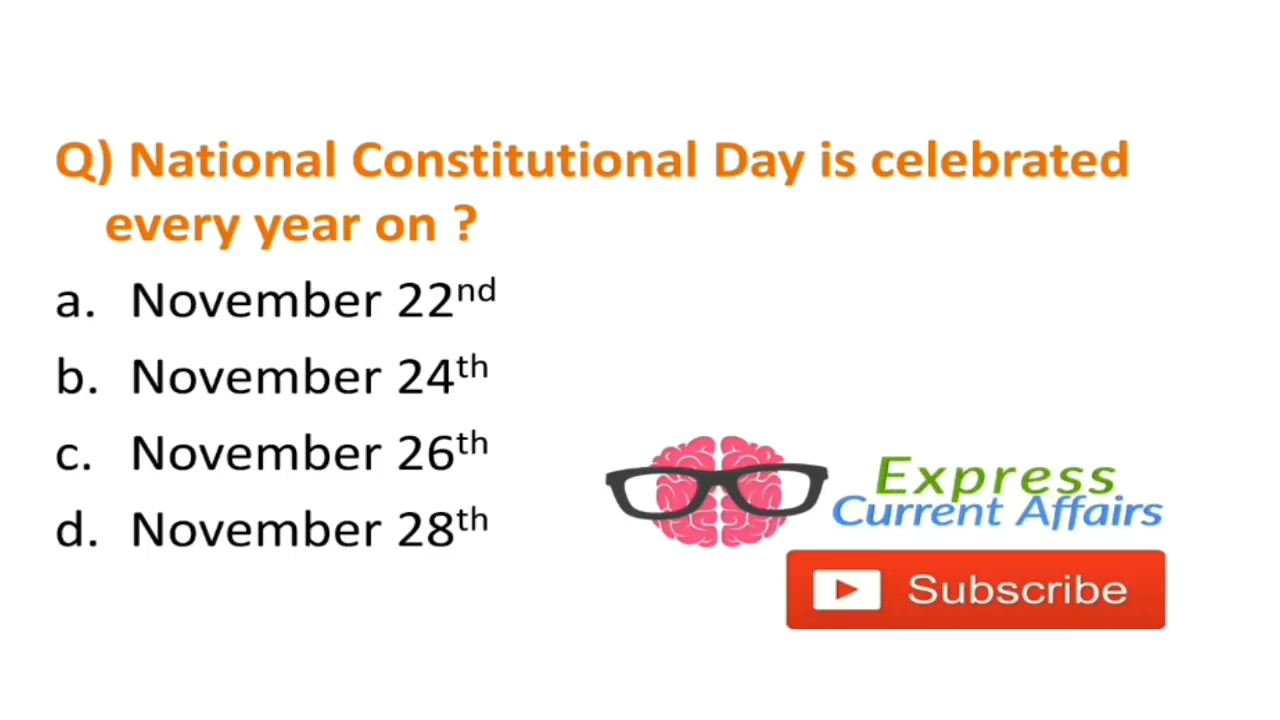 Q) National Constitutional Day is celebrated
every year on ?
a. November 22nd
b. November 24th
c. November 26th
d. November 28th
Express
Current Affairs
Subscribe